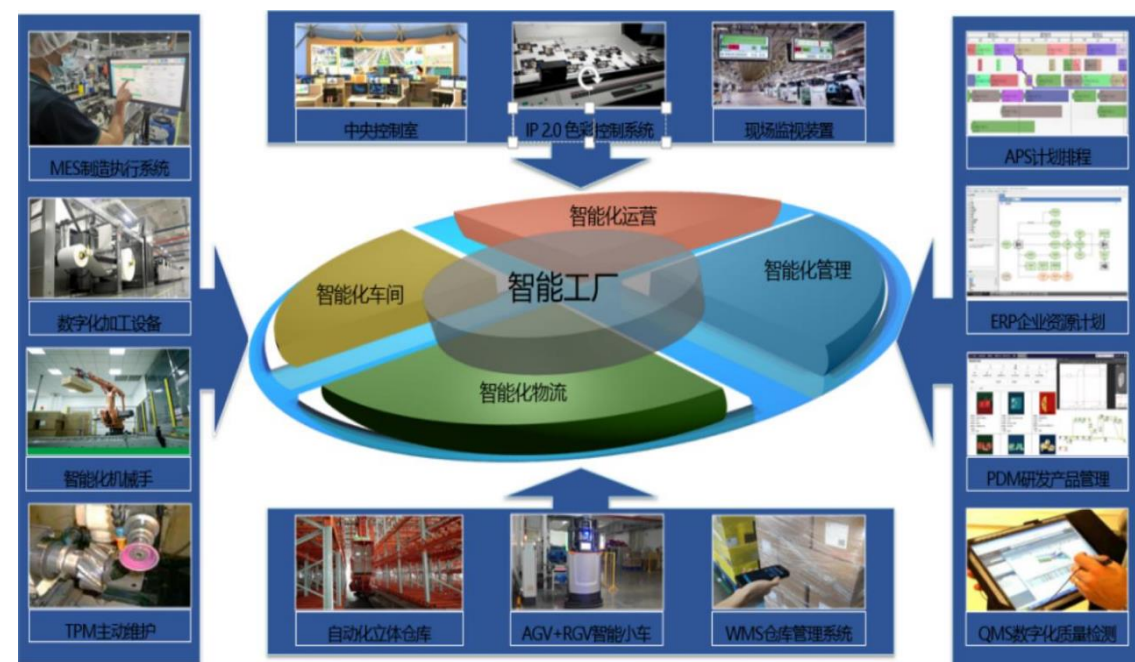 中央控制室
IP 2.0 色彩控制系统
现场监视装置
MES制造执行系统
数字化加工设备
智能化机械手
TPM主动维护
智能化运营
智能化车间
智能工厂
智能化管理
智能化物流
APS计划排程
ERP企业资源计划
PDM研发产品管理
QMS数字化质量检测
自动化立体仓库
AGV+RGV智能小车
WMS仓库管理系统